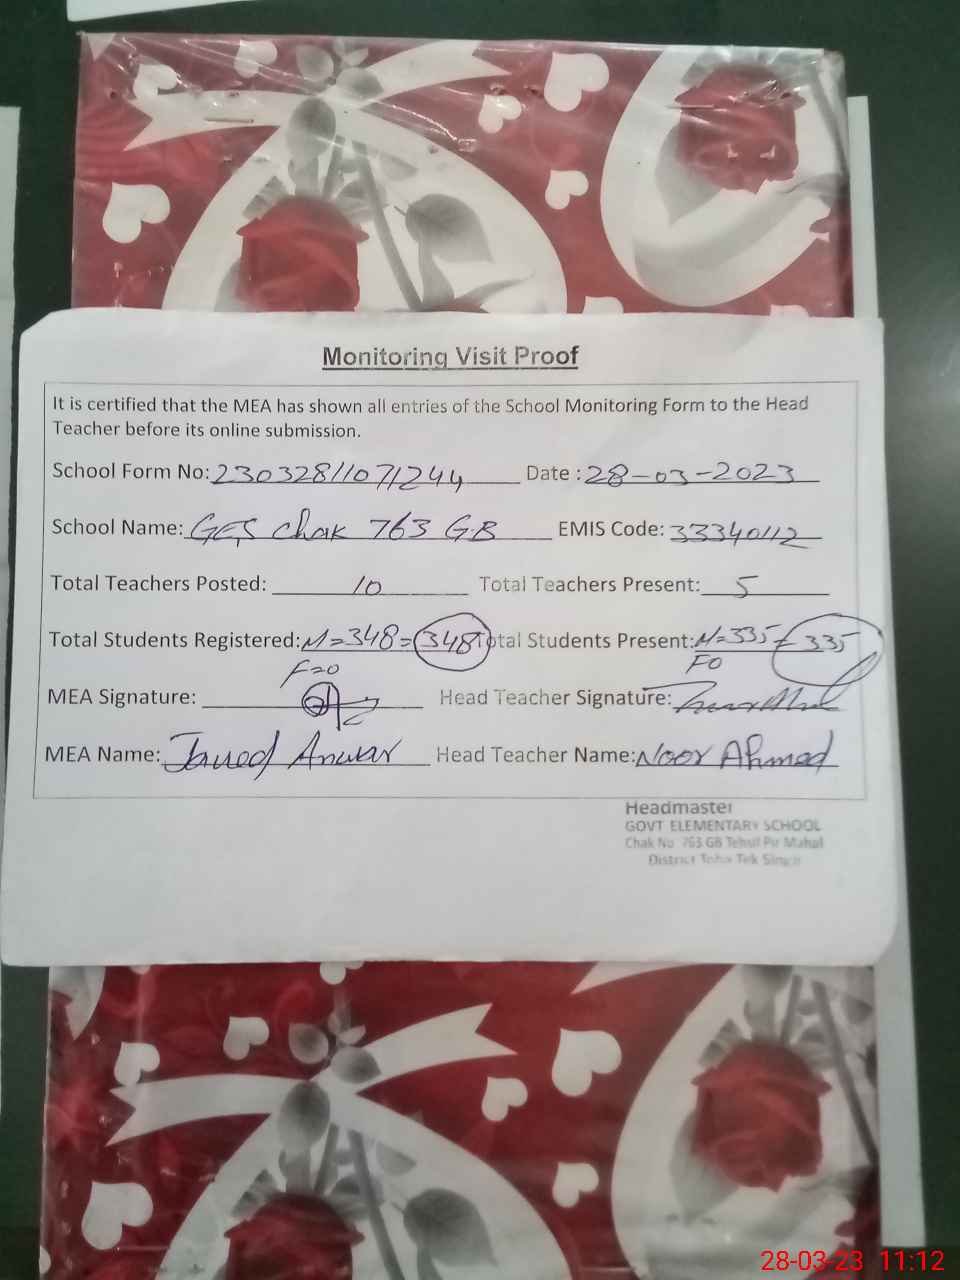 Monitoring Visit Proof
It is certified that the MEA has shown all entries of the School Monitoring Form to the Head
Teacher before its online submission.
School Form No: 23032811071244 Date : 28-03-2023
School Name: GES Chak 763 GB EMIS Code: 33340112
Total Teachers Posted: 10 Total Teachers Present: 5
Total Students Registered: M=348=348 Total Students Present: M=335=335
F=0 F0
MEA Signature: Head Teacher Signature:
MEA Name: Javed Anwar Head Teacher Name: Noor Ahmed
Headmaster
GOVT ELEMENTARY SCHOOL
Chak No 763 GB Tehsil Pir Mahal
District Toba Tek Singh
28-03-23 11:12